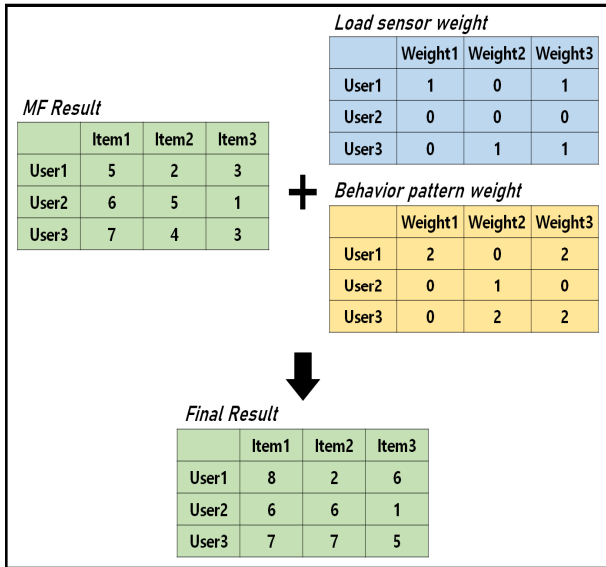 Load sensor weight
Weight1 Weight2 Weight3
User1 1 0 1
User2 0 0 0
User3 0 1 1
MF Result
Item1 Item2 Item3
User1 5 2 3
User2 6 5 1
User3 7 4 3
+
Behavior pattern weight
Weight1 Weight2 Weight3
User1 2 0 2
User2 0 1 0
User3 0 2 2
Final Result
Item1 Item2 Item3
User1 8 2 6
User2 6 6 1
User3 7 7 5